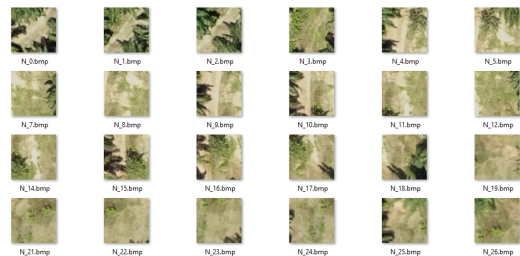 N_0.bmp N_1.bmp N_2.bmp N_3.bmp N_4.bmp N_5.bmp
N_7.bmp N_8.bmp N_9.bmp N_10.bmp N_11.bmp N_12.bmp
N_14.bmp N_15.bmp N_16.bmp N_17.bmp N_18.bmp N_19.bmp
N_21.bmp N_22.bmp N_23.bmp N_24.bmp N_25.bmp N_26.bmp